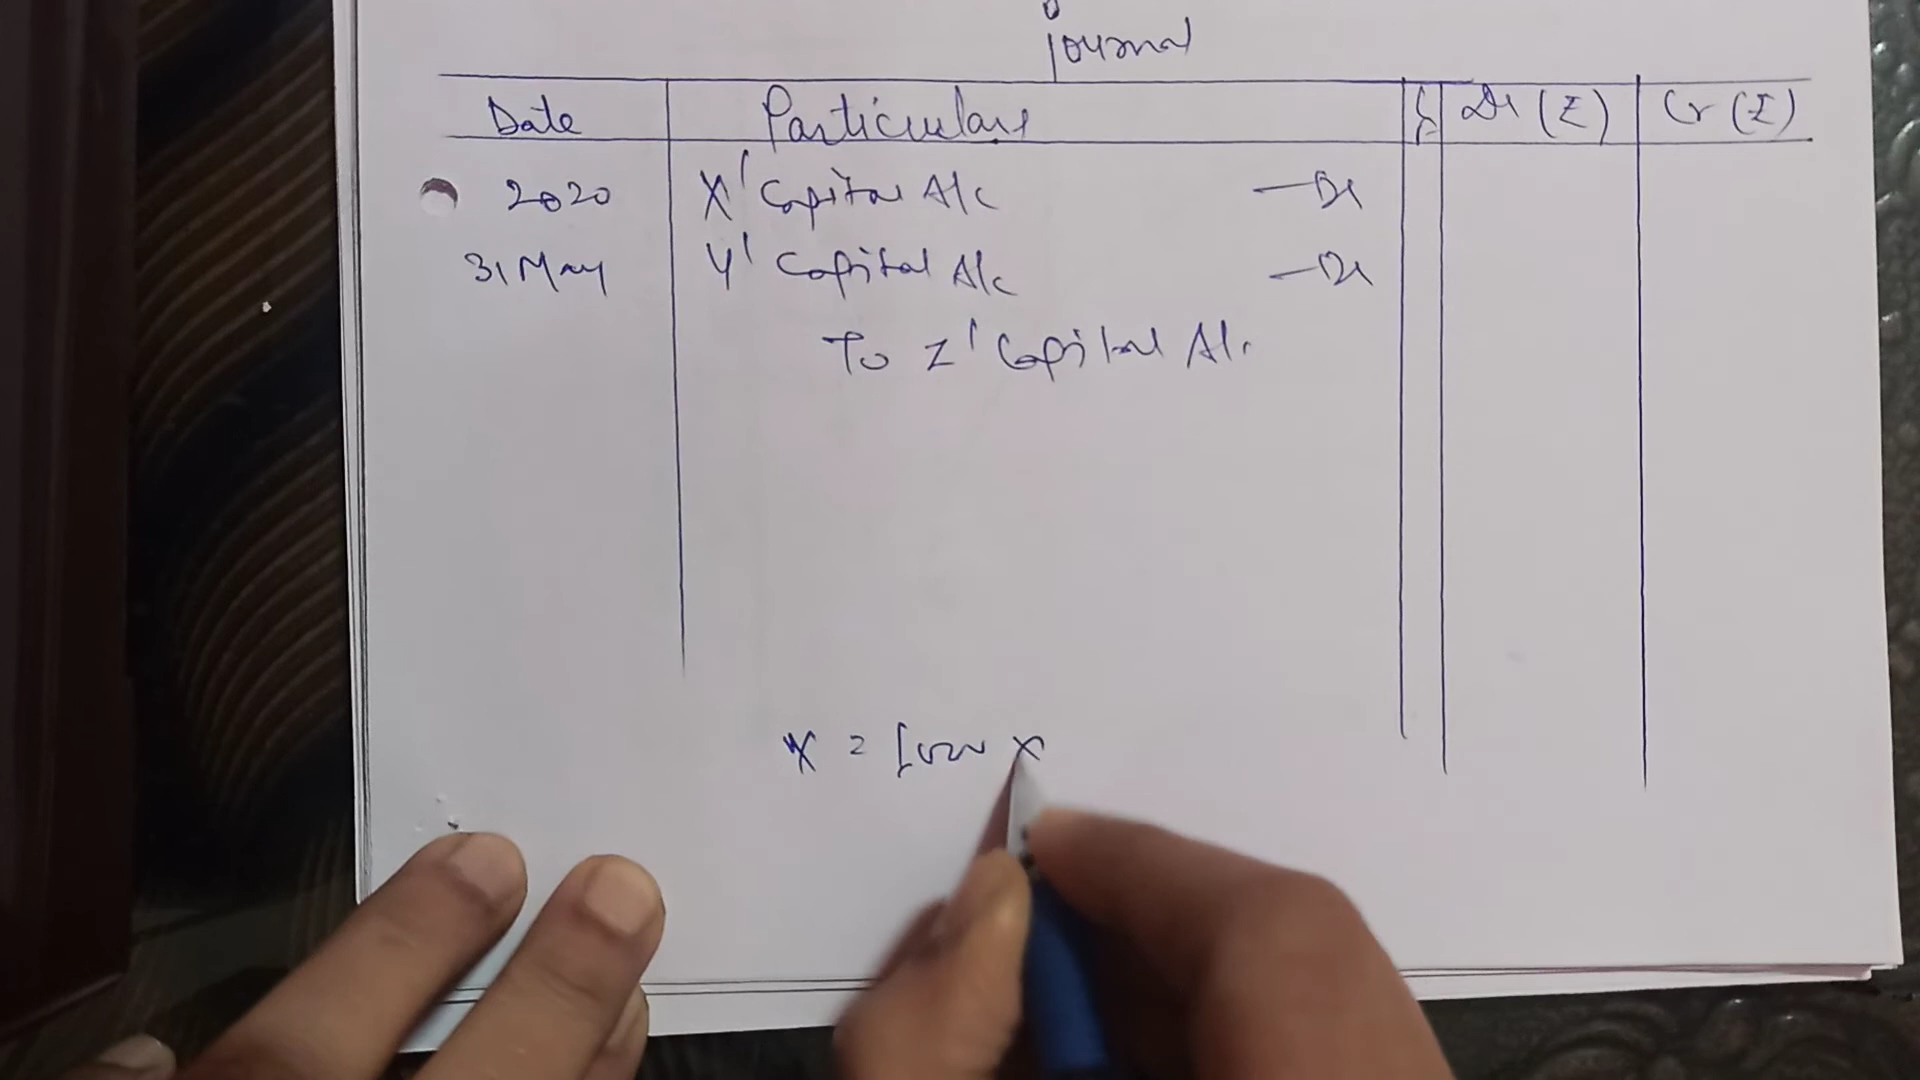 Journal
Date Particulars L.F Dr (₹) Cr (₹)
2020 X' Capital A/c —Dr
31 May Y' Capital A/c —Dr
To Z' Capital A/c
X = ×